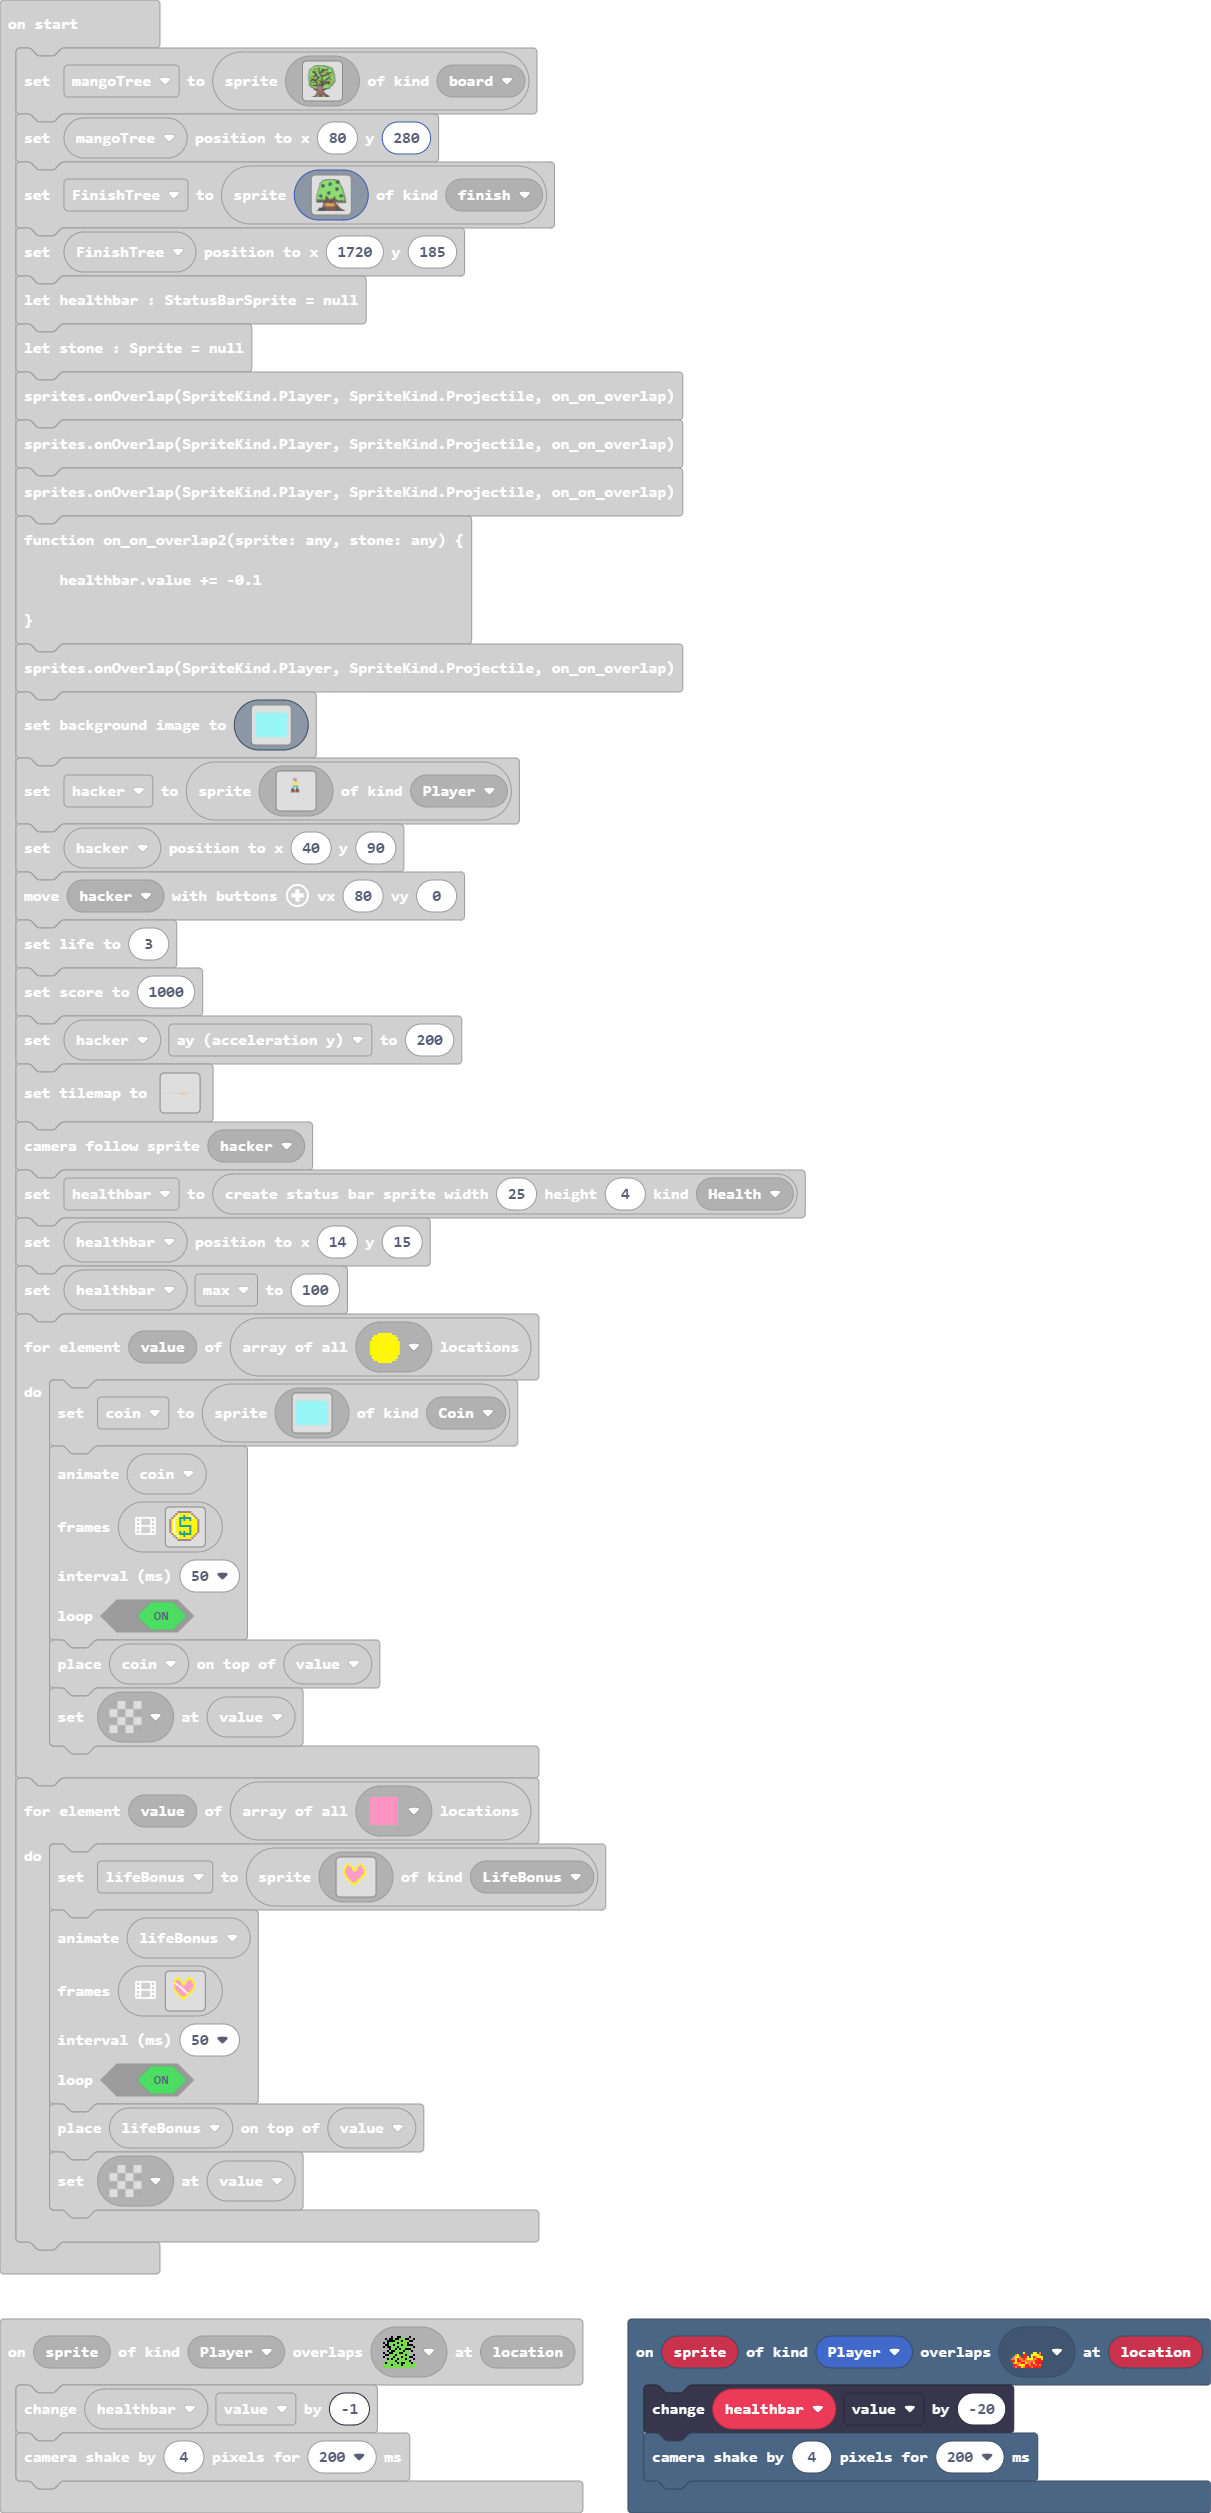 on start
set mangoTree to sprite of kind board
set mangoTree position to x 80 y 280
set FinishTree to sprite of kind finish
set FinishTree position to x 1720 y 185
let healthbar : StatusBarSprite = null
let stone : Sprite = null
sprites.onOverlap(SpriteKind.Player, SpriteKind.Projectile, on_on_overlap)
sprites.onOverlap(SpriteKind.Player, SpriteKind.Projectile, on_on_overlap)
sprites.onOverlap(SpriteKind.Player, SpriteKind.Projectile, on_on_overlap)
function on_on_overlap2(sprite: any, stone: any) {
healthbar.value += -0.1
}
sprites.onOverlap(SpriteKind.Player, SpriteKind.Projectile, on_on_overlap)
set background image to
set hacker to sprite of kind Player
set hacker position to x 40 y 90
move hacker with buttons vx 80 vy 0
set life to 3
set score to 1000
set hacker ay (acceleration y) to 200
set tilemap to
camera follow sprite hacker
set healthbar to create status bar sprite width 25 height 4 kind Health
set healthbar position to x 14 y 15
set healthbar max to 100
for element value of array of all locations
do
set coin to sprite of kind Coin
animate coin
frames
interval (ms) 50
loop ON
place coin on top of value
set at value
for element value of array of all locations
do
set lifeBonus to sprite of kind LifeBonus
animate lifeBonus
frames
interval (ms) 50
loop ON
place lifeBonus on top of value
set at value
on sprite of kind Player overlaps at location
change healthbar value by -1
camera shake by 4 pixels for 200 ms
on sprite of kind Player overlaps at location
change healthbar value by -20
camera shake by 4 pixels for 200 ms